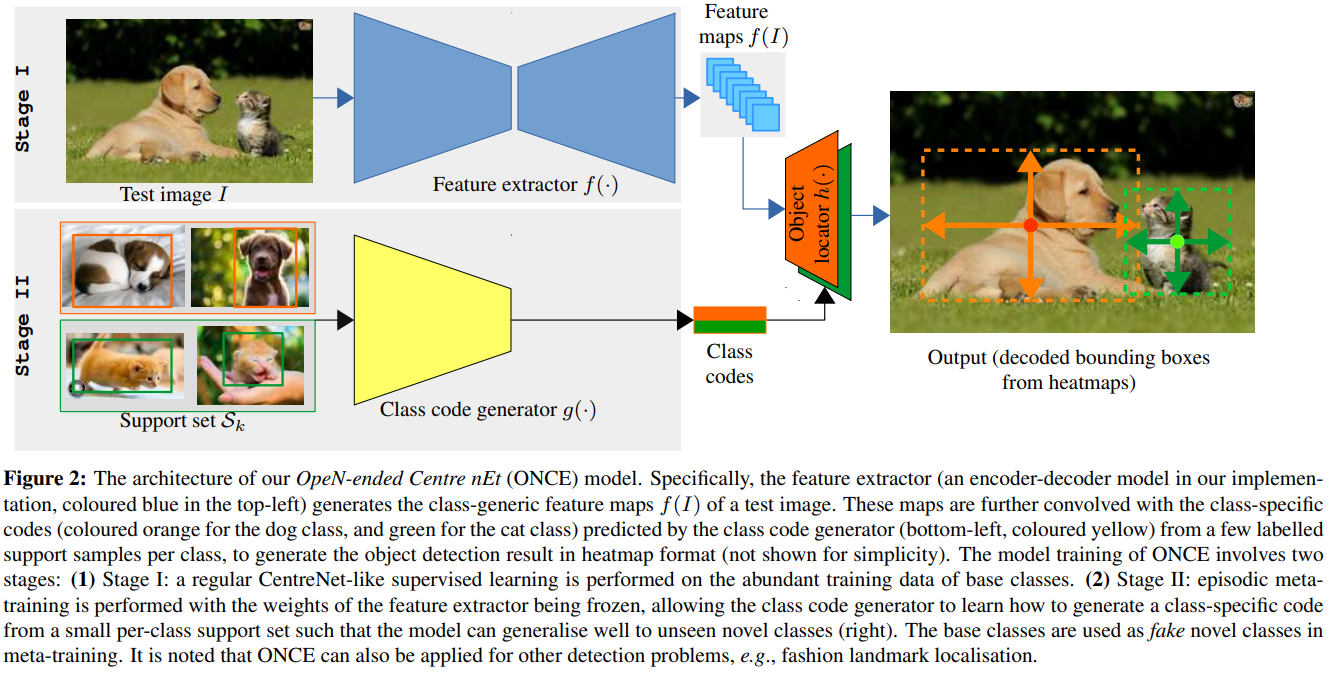 Stage I
Test image I
Feature extractor f(·)
Feature
maps f(I)
Object
locator h(·)
Stage II
Support set Sₖ
Class code generator g(·)
Class
codes
Output (decoded bounding boxes
from heatmaps)
Figure 2: The architecture of our OpeN-ended Centre nEt (ONCE) model. Specifically, the feature extractor (an encoder-decoder model in our implemen-
tation, coloured blue in the top-left) generates the class-generic feature maps f(I) of a test image. These maps are further convolved with the class-specific
codes (coloured orange for the dog class, and green for the cat class) predicted by the class code generator (bottom-left, coloured yellow) from a few labelled
support samples per class, to generate the object detection result in heatmap format (not shown for simplicity). The model training of ONCE involves two
stages: (1) Stage I: a regular CentreNet-like supervised learning is performed on the abundant training data of base classes. (2) Stage II: episodic meta-
training is performed with the weights of the feature extractor being frozen, allowing the class code generator to learn how to generate a class-specific code
from a small per-class support set such that the model can generalise well to unseen novel classes (right). The base classes are used as fake novel classes in
meta-training. It is noted that ONCE can also be applied for other detection problems, e.g., fashion landmark localisation.